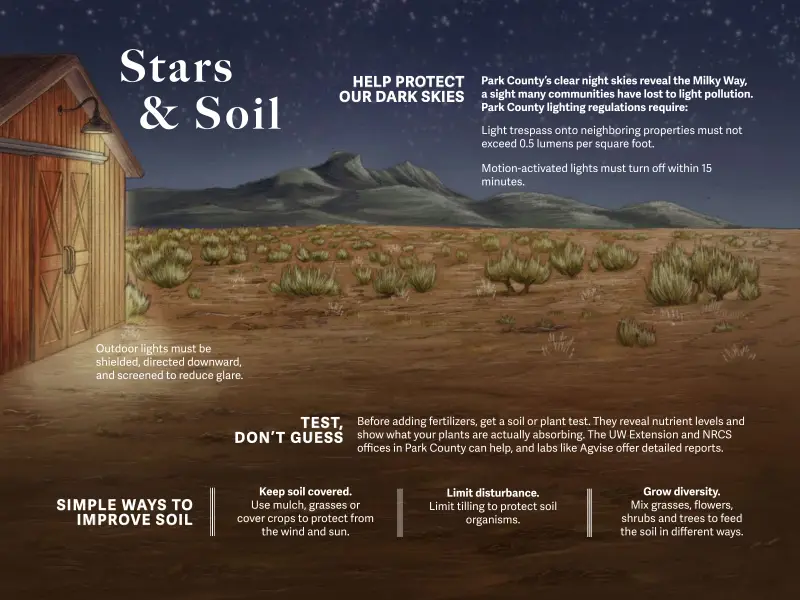 Stars
& Soil
HELP PROTECT
OUR DARK SKIES
Park County's clear night skies reveal the Milky Way,
a sight many communities have lost to light pollution.
Park County lighting regulations require:
Light trespass onto neighboring properties must not
exceed 0.5 lumens per square foot.
Motion-activated lights must turn off within 15
minutes.
Outdoor lights must be
shielded, directed downward,
and screened to reduce glare.
TEST,
DON'T GUESS
Before adding fertilizers, get a soil or plant test. They reveal nutrient levels and
show what your plants are actually absorbing. The UW Extension and NRCS
offices in Park County can help, and labs like Agvise offer detailed reports.
SIMPLE WAYS TO
IMPROVE SOIL
Keep soil covered.
Use mulch, grasses or
cover crops to protect from
the wind and sun.
Limit disturbance.
Limit tilling to protect soil
organisms.
Grow diversity.
Mix grasses, flowers,
shrubs and trees to feed
the soil in different ways.